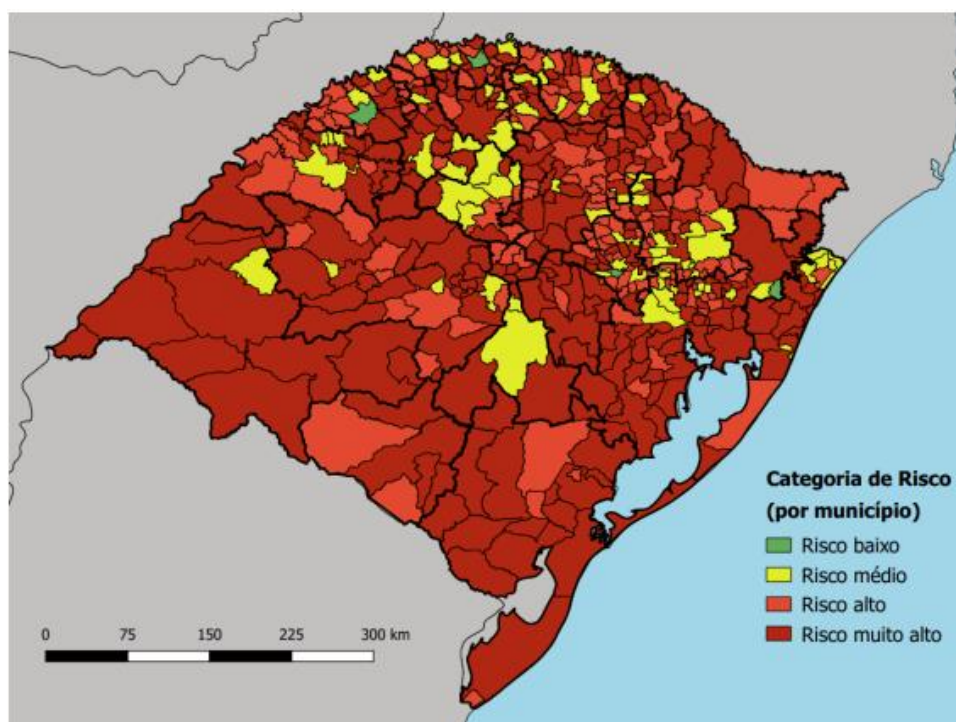 Categoria de Risco
(por município)
Risco baixo
Risco médio
Risco alto
Risco muito alto
0 75 150 225 300 km